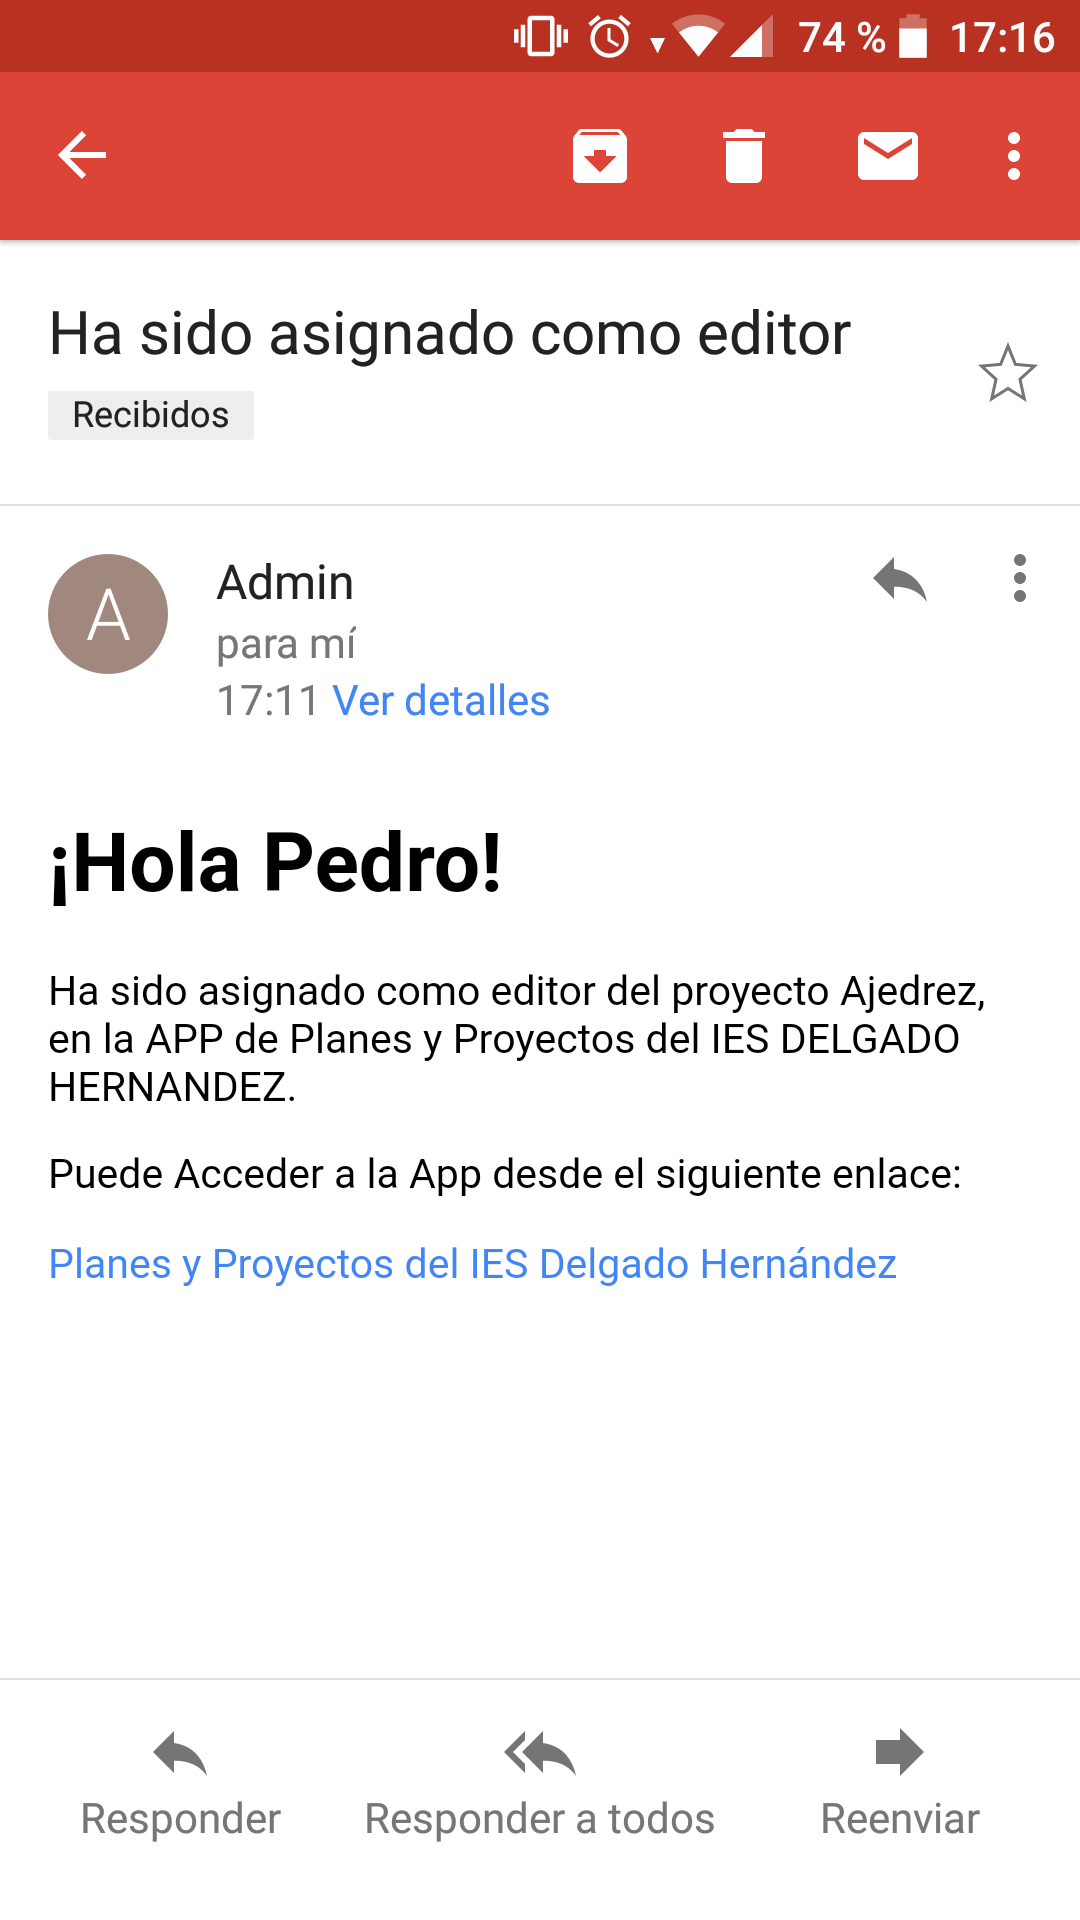 74 % 17:16
Ha sido asignado como editor
Recibidos
A
Admin
para mí
17:11 Ver detalles
¡Hola Pedro!
Ha sido asignado como editor del proyecto Ajedrez,
en la APP de Planes y Proyectos del IES DELGADO
HERNANDEZ.
Puede Acceder a la App desde el siguiente enlace:
Planes y Proyectos del IES Delgado Hernández
Responder Responder a todos Reenviar